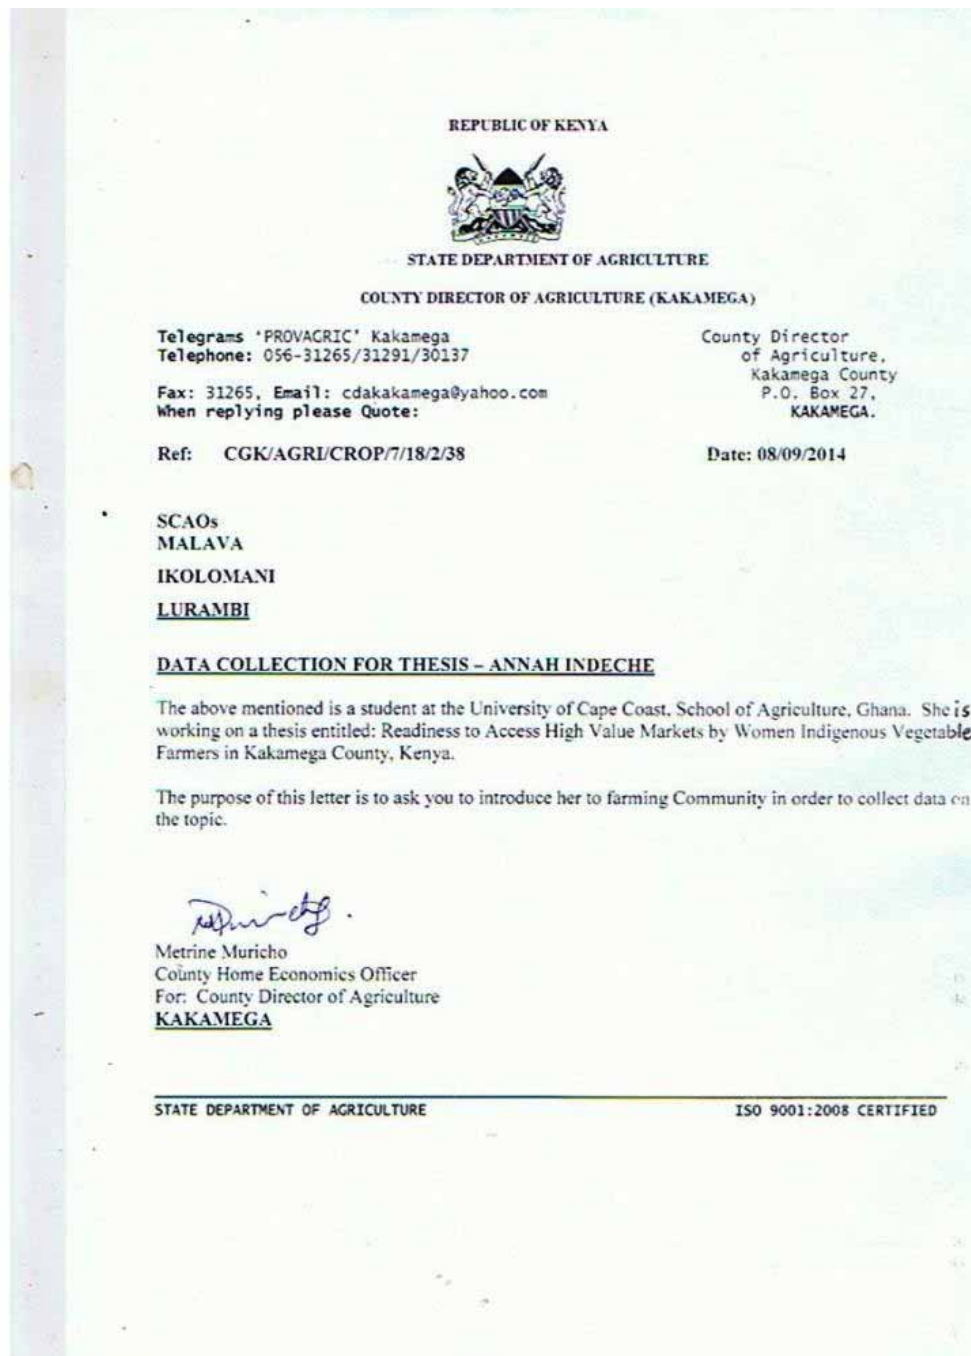 REPUBLIC OF KENYA
STATE DEPARTMENT OF AGRICULTURE
COUNTY DIRECTOR OF AGRICULTURE (KAKAMEGA)
Telegrams 'PROVAGRIC' Kakamega
Telephone: 056-31265/31291/30137
Fax: 31265, Email: cdakakamega@yahoo.com
When replying please Quote:
County Director
of Agriculture,
Kakamega County
P.O. Box 27,
KAKAMEGA.
Ref: CGK/AGRI/CROP/7/18/2/38
Date: 08/09/2014
SCAOs
MALAVA
IKOLOMANI
LURAMBI
DATA COLLECTION FOR THESIS – ANNAH INDECHE
The above mentioned is a student at the University of Cape Coast, School of Agriculture, Ghana. She is
working on a thesis entitled: Readiness to Access High Value Markets by Women Indigenous Vegetable
Farmers in Kakamega County, Kenya.
The purpose of this letter is to ask you to introduce her to farming Community in order to collect data on
the topic.
Metrine Muricho
County Home Economics Officer
For: County Director of Agriculture
KAKAMEGA
STATE DEPARTMENT OF AGRICULTURE
ISO 9001:2008 CERTIFIED